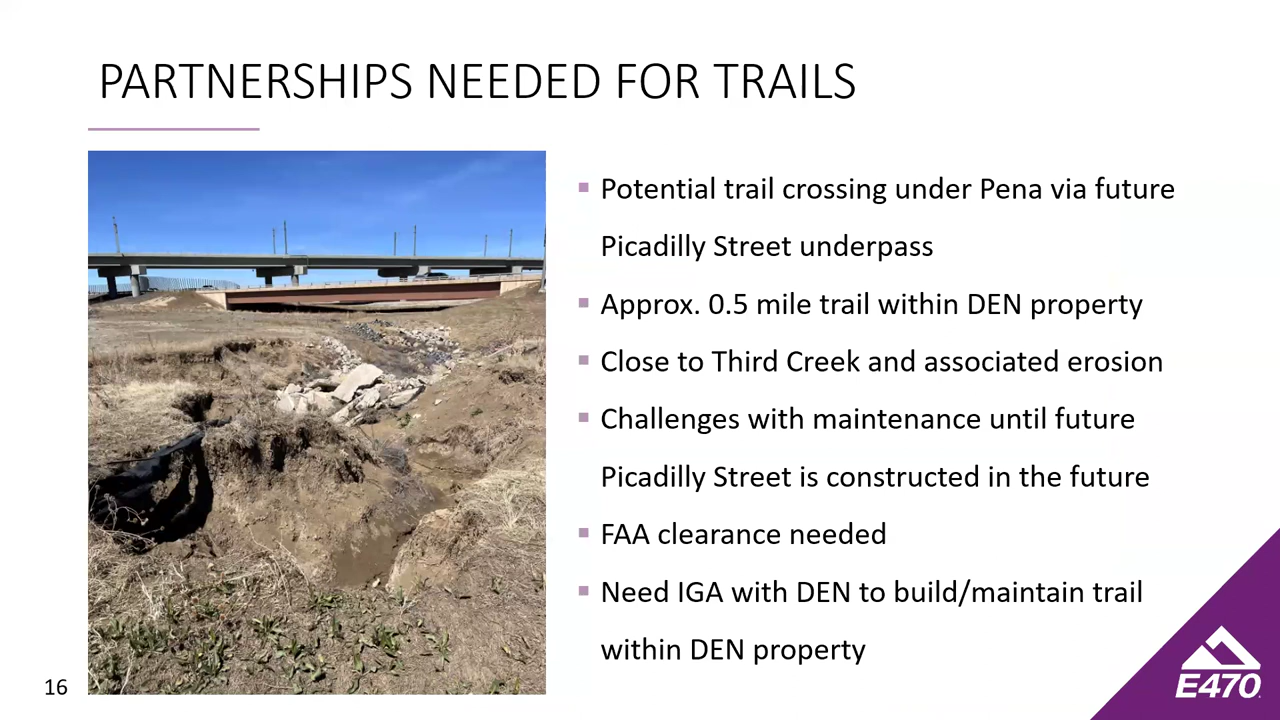 PARTNERSHIPS NEEDED FOR TRAILS
Potential trail crossing under Pena via future
Picadilly Street underpass
Approx. 0.5 mile trail within DEN property
Close to Third Creek and associated erosion
Challenges with maintenance until future
Picadilly Street is constructed in the future
FAA clearance needed
Need IGA with DEN to build/maintain trail
within DEN property
16
E470